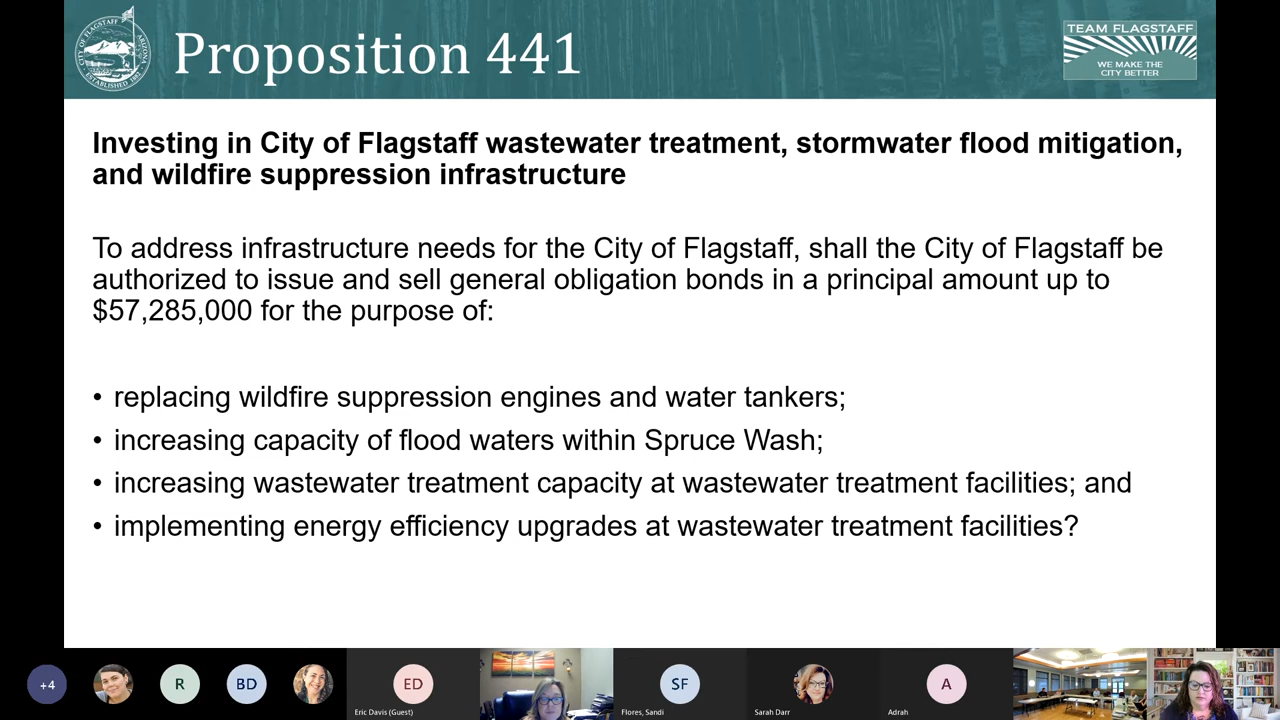 CITY OF FLAGSTAFF
ARIZONA
Proposition 441
TEAM FLAGSTAFF
WE MAKE THE
CITY BETTER
Investing in City of Flagstaff wastewater treatment, stormwater flood mitigation,
and wildfire suppression infrastructure
To address infrastructure needs for the City of Flagstaff, shall the City of Flagstaff be
authorized to issue and sell general obligation bonds in a principal amount up to
$57,285,000 for the purpose of:
• replacing wildfire suppression engines and water tankers;
• increasing capacity of flood waters within Spruce Wash;
• increasing wastewater treatment capacity at wastewater treatment facilities; and
• implementing energy efficiency upgrades at wastewater treatment facilities?
+4
R
BD
ED
SF
A
Eric Davis (Guest)
Flores, Sandi
Sarah Darr
Adrah